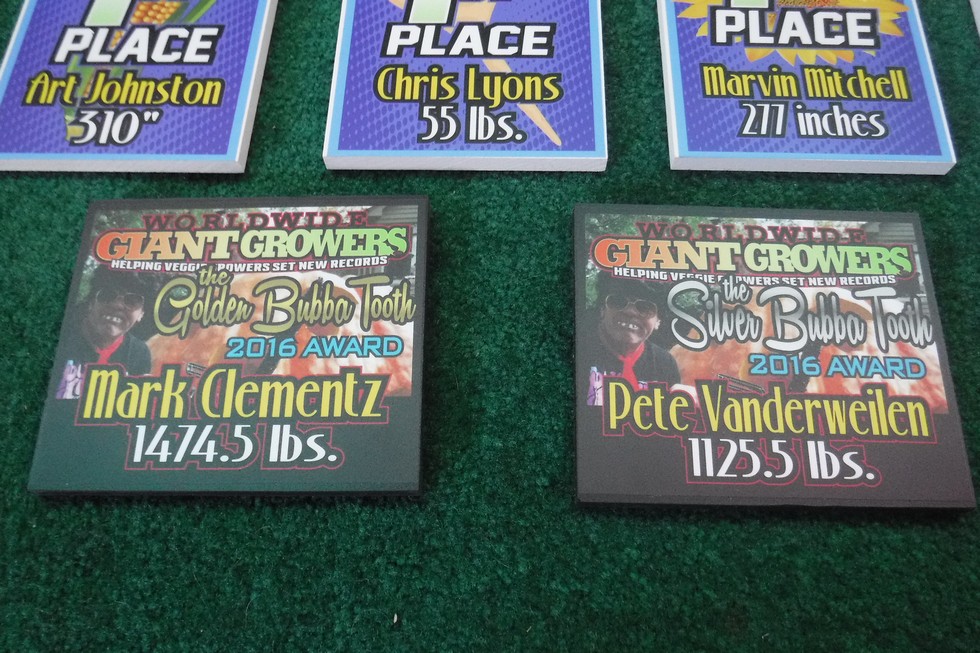 PLACE
Art Johnston
310"
PLACE
Chris Lyons
55 lbs.
PLACE
Marvin Mitchell
277 inches
WORLDWIDE
GIANT GROWERS
HELPING VEGGIE GROWERS SET NEW RECORDS
the
Golden Bubba Tooth
2016 AWARD
Mark Clementz
1474.5 lbs.
WORLDWIDE
GIANT GROWERS
HELPING VEGGIE GROWERS SET NEW RECORDS
the
Silver Bubba Tooth
2016 AWARD
Pete Vanderweilen
1125.5 lbs.